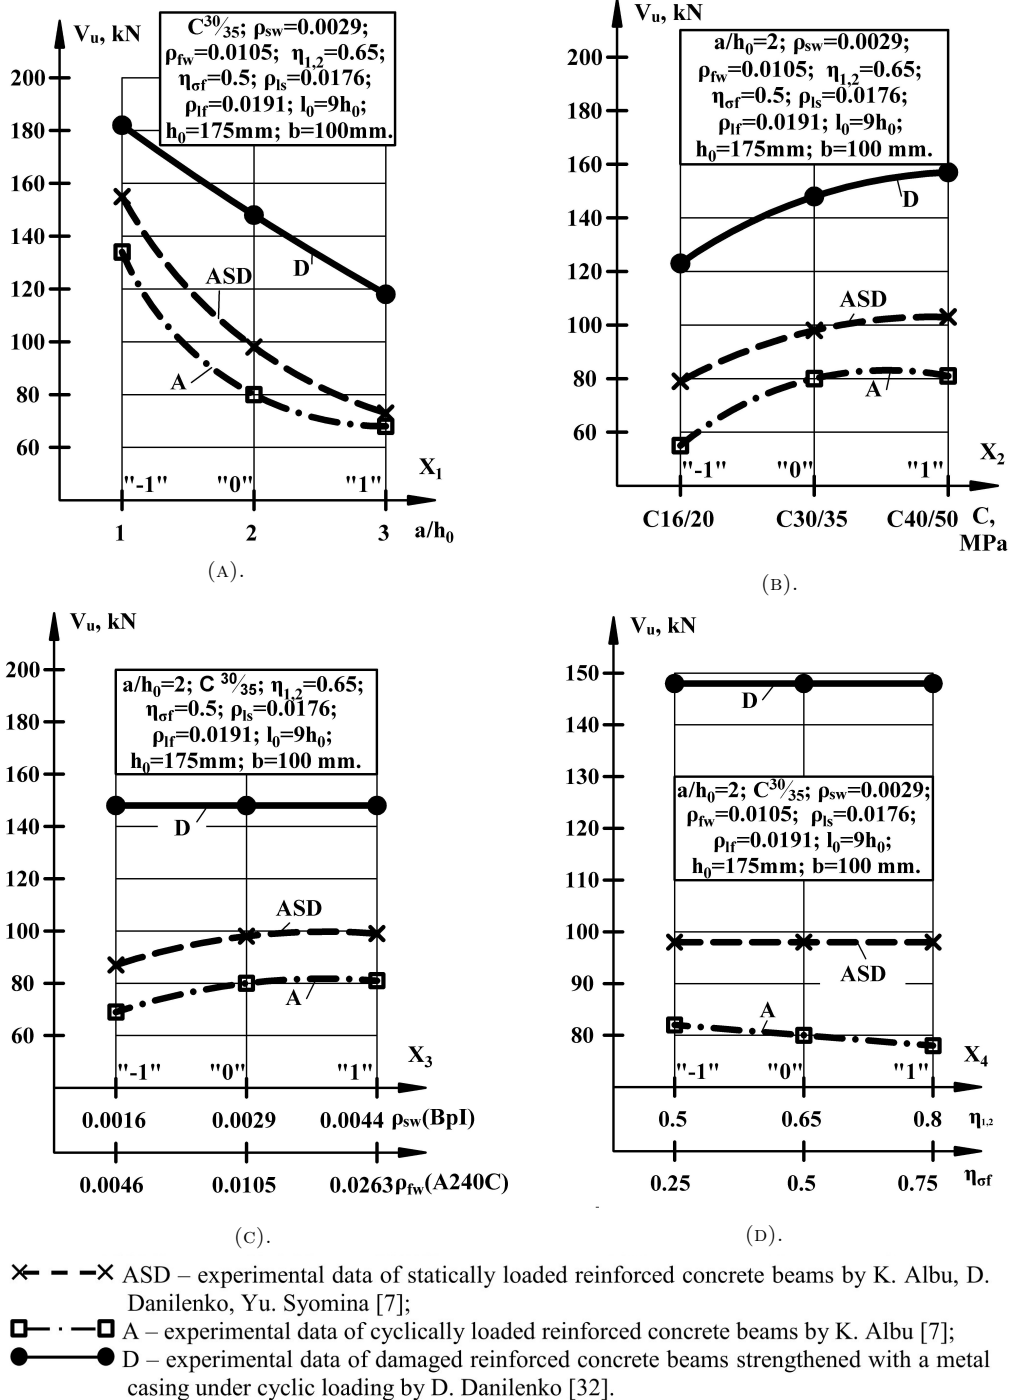 Vu, kN
C30/35; ρsw=0.0029;
ρfw=0.0105; η1,2=0.65;
ησf=0.5; ρls=0.0176;
ρlf=0.0191; l0=9h0;
h0=175mm; b=100mm.
200
180
160
140
120
100
80
60
D
ASD
A
X1
"-1" "0" "1"
1 2 3 a/h0
(A).
Vu, kN
a/h0=2; ρsw=0.0029;
ρfw=0.0105; η1,2=0.65;
ησf=0.5; ρls=0.0176;
ρlf=0.0191; l0=9h0;
h0=175mm; b=100 mm.
200
180
160
140
120
100
80
60
D
ASD
A
X2
"-1" "0" "1"
C16/20 C30/35 C40/50 C,
MPa
(B).
Vu, kN
a/h0=2; C 30/35; η1,2=0.65;
ησf=0.5; ρls=0.0176;
ρlf=0.0191; l0=9h0;
h0=175mm; b=100 mm.
200
180
160
140
120
100
80
60
D
ASD
A
X3
"-1" "0" "1"
0.0016 0.0029 0.0044 ρsw(BpI)
0.0046 0.0105 0.0263 ρfw(A240C)
(C).
Vu, kN
150
140
130
120
110
100
90
80
D
a/h0=2; C30/35; ρsw=0.0029;
ρfw=0.0105; ρls=0.0176;
ρlf=0.0191; l0=9h0;
h0=175mm; b=100 mm.
ASD
A
X4
"-1" "0" "1"
0.5 0.65 0.8 η1,2
0.25 0.5 0.75 ησf
(D).
ASD – experimental data of statically loaded reinforced concrete beams by K. Albu, D.
Danilenko, Yu. Syomina [7];
A – experimental data of cyclically loaded reinforced concrete beams by K. Albu [7];
D – experimental data of damaged reinforced concrete beams strengthened with a metal
casing under cyclic loading by D. Danilenko [32].